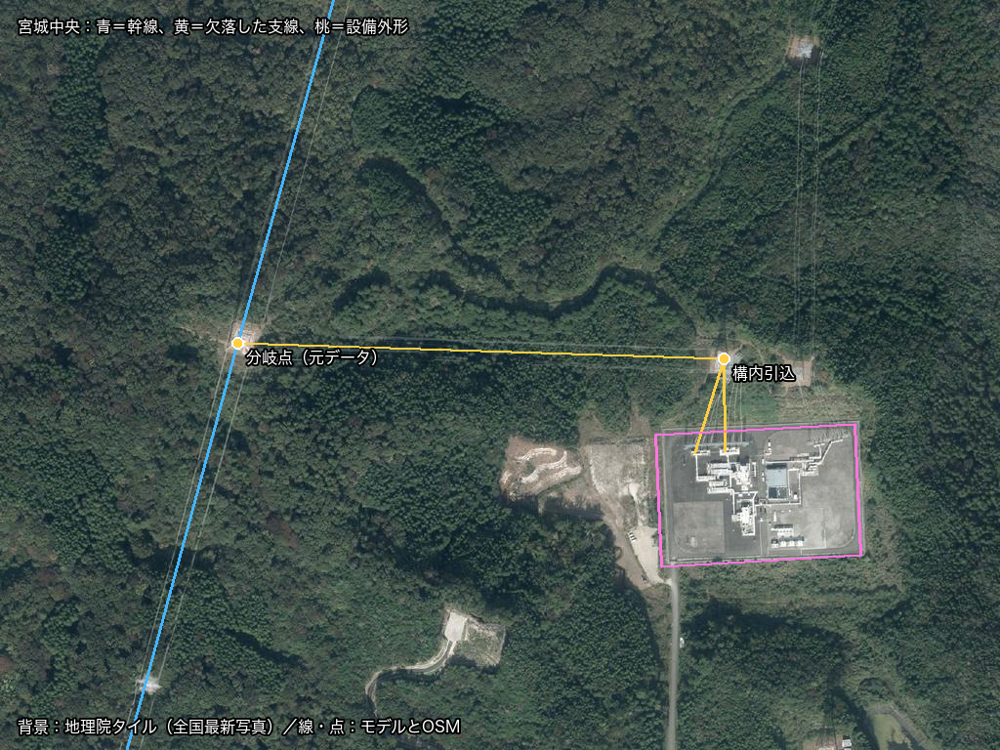 宮城中央：青＝幹線、黄＝欠落した支線、桃＝設備外形
分岐点（元データ）
構内引込
背景：地理院タイル（全国最新写真）／線・点：モデルとOSM